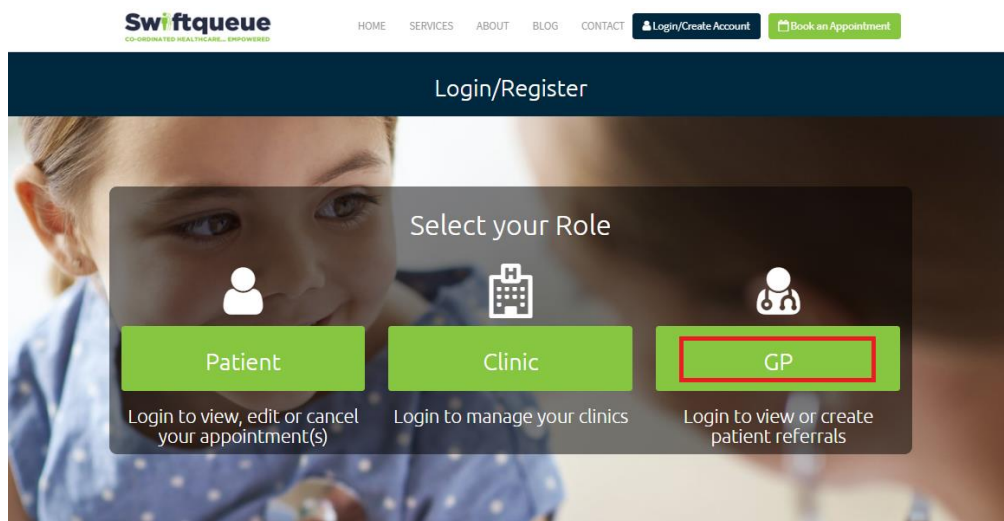 Swiftqueue
CO-ORDINATED HEALTHCARE... EMPOWERED
HOME SERVICES ABOUT BLOG CONTACT Login/Create Account Book an Appointment
Login/Register
Select your Role
Patient Clinic GP
Login to view, edit or cancel your appointment(s)
Login to manage your clinics
Login to view or create patient referrals